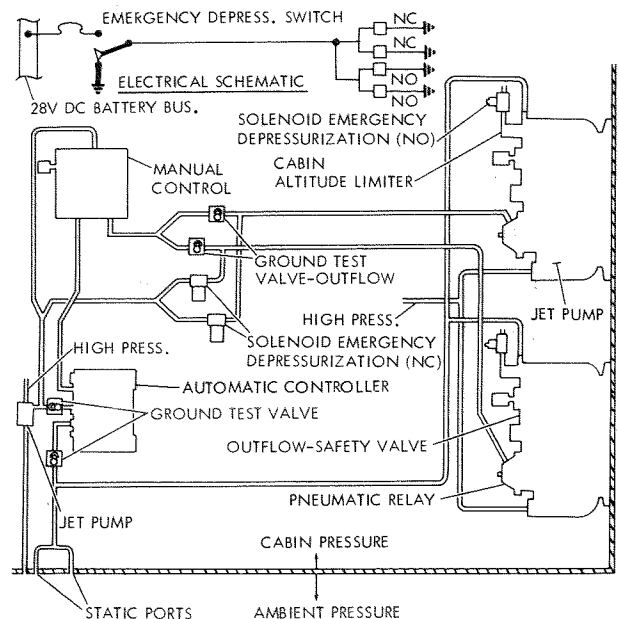 EMERGENCY DEPRESS. SWITCH
NC
NC
NO
NO
ELECTRICAL SCHEMATIC
28V DC BATTERY BUS.
SOLENOID EMERGENCY
DEPRESSURIZATION (NO)
CABIN
ALTITUDE LIMITER
MANUAL
CONTROL
GROUND TEST
VALVE-OUTFLOW
HIGH PRESS.
JET PUMP
SOLENOID EMERGENCY
DEPRESSURIZATION (NC)
HIGH PRESS.
AUTOMATIC CONTROLLER
GROUND TEST VALVE
OUTFLOW-SAFETY VALVE
PNEUMATIC RELAY
JET PUMP
CABIN PRESSURE
STATIC PORTS
AMBIENT PRESSURE